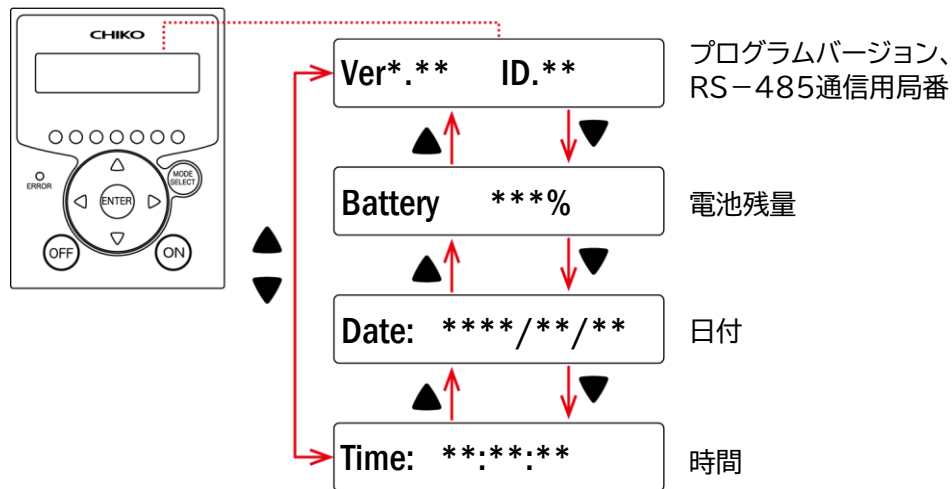 CHIKO
Ver*.** ID.**
プログラムバージョン、
RS-485通信用局番
▲ ▼
ERROR
MODE
SELECT
ENTER
OFF
ON
Battery ***%
電池残量
▲
▼
▲ ▼
Date: ****/**/**
日付
▲ ▼
Time: **:**:**
時間